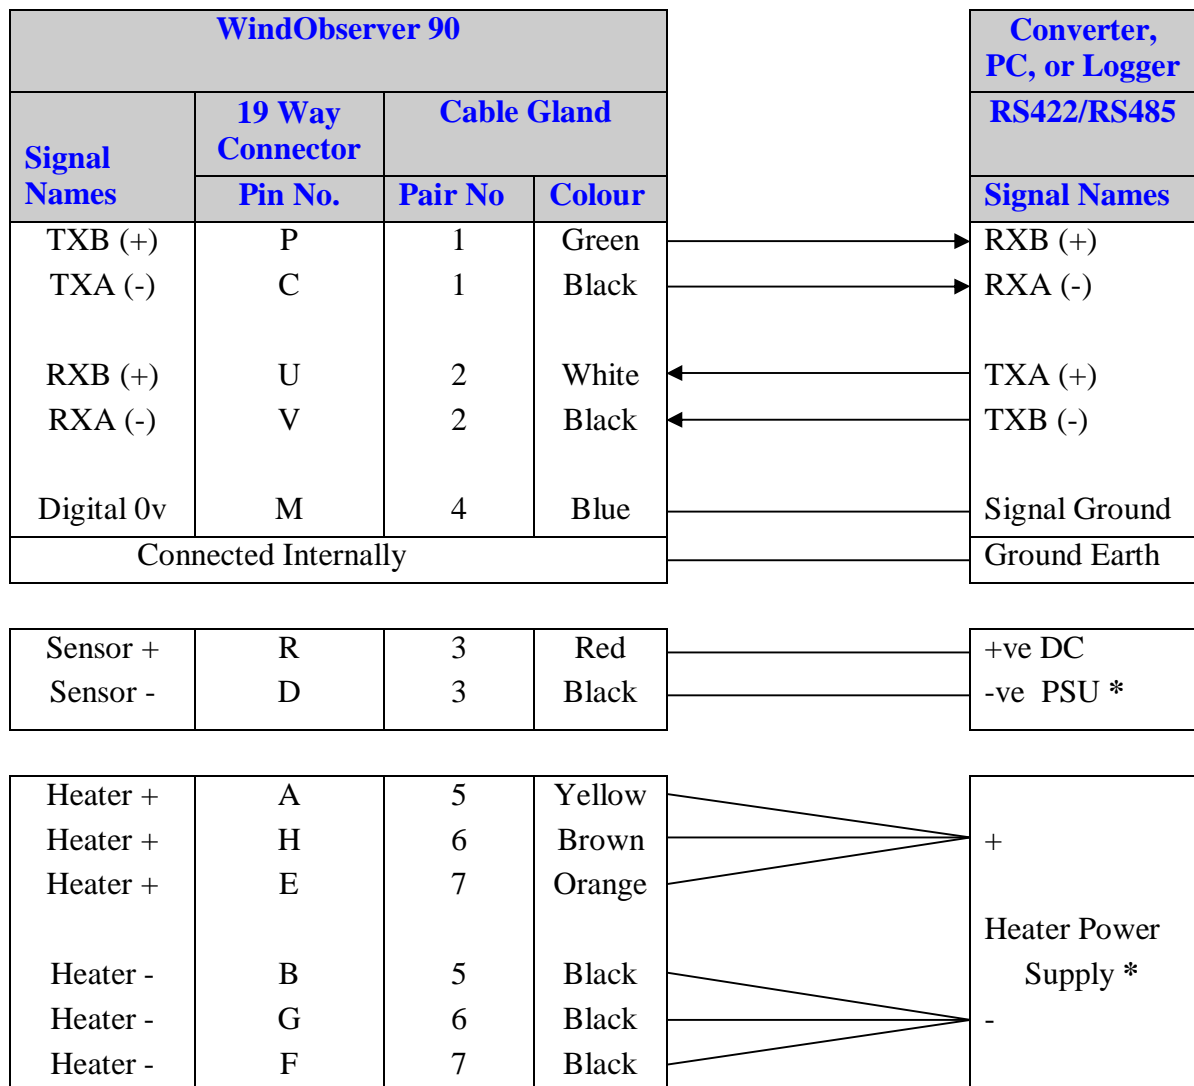 WindObserver 90
Converter,
PC, or Logger
Signal
Names
19 Way
Connector
Cable Gland
RS422/RS485
Pin No.
Pair No
Colour
Signal Names
TXB (+) P 1 Green RXB (+)
TXA (-) C 1 Black RXA (-)
RXB (+) U 2 White TXA (+)
RXA (-) V 2 Black TXB (-)
Digital 0v M 4 Blue Signal Ground
Connected Internally Ground Earth
Sensor + R 3 Red +ve DC
Sensor - D 3 Black -ve PSU *
Heater + A 5 Yellow
Heater + H 6 Brown +
Heater + E 7 Orange
Heater Power
Heater - B 5 Black Supply *
Heater - G 6 Black -
Heater - F 7 Black